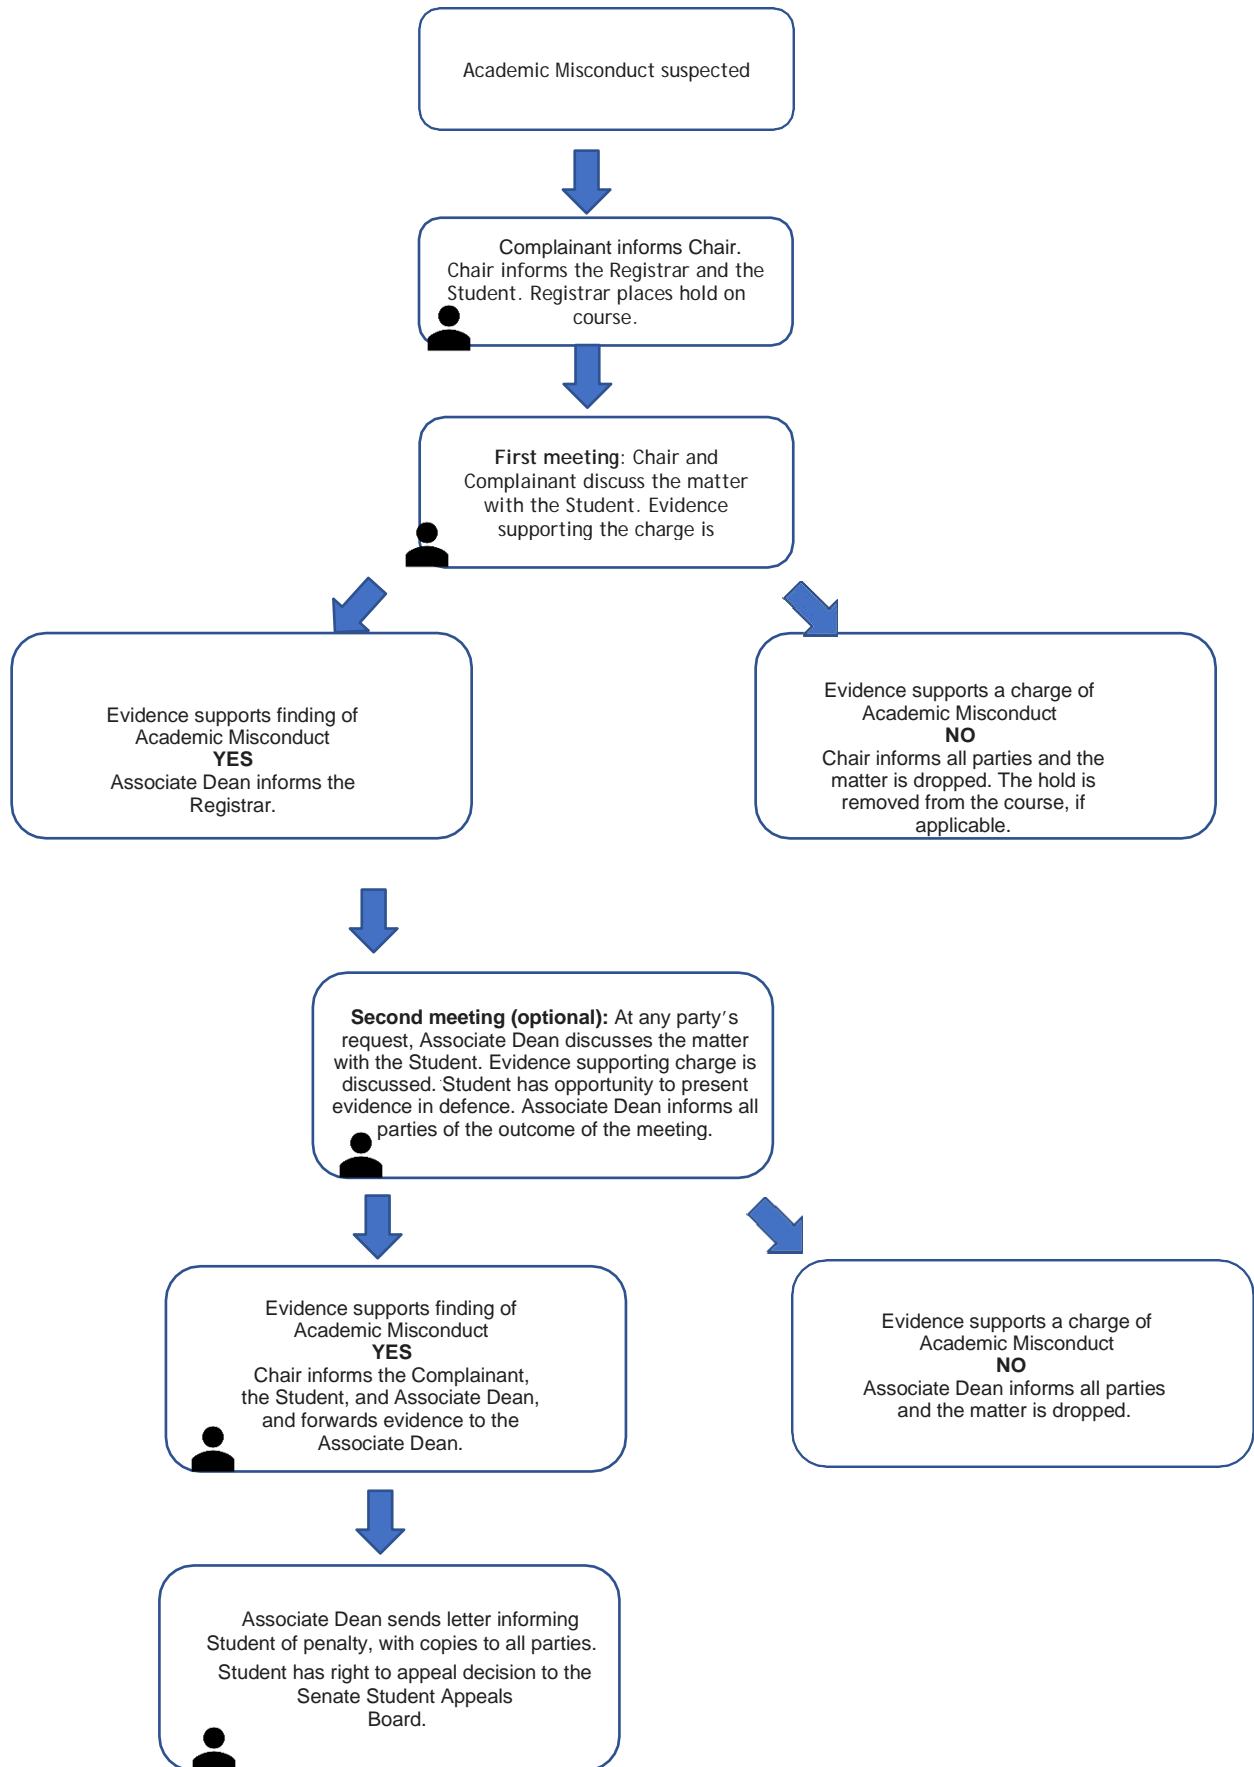 Academic Misconduct suspected
Complainant informs Chair.
Chair informs the Registrar and the
Student. Registrar places hold on
course.
First meeting: Chair and
Complainant discuss the matter
with the Student. Evidence
supporting the charge is
Evidence supports finding of
Academic Misconduct
YES
Associate Dean informs the
Registrar.
Evidence supports a charge of
Academic Misconduct
NO
Chair informs all parties and the
matter is dropped. The hold is
removed from the course, if
applicable.
Second meeting (optional): At any party's
request, Associate Dean discusses the matter
with the Student. Evidence supporting charge is
discussed. Student has opportunity to present
evidence in defence. Associate Dean informs all
parties of the outcome of the meeting.
Evidence supports finding of
Academic Misconduct
YES
Chair informs the Complainant,
the Student, and Associate Dean,
and forwards evidence to the
Associate Dean.
Evidence supports a charge of
Academic Misconduct
NO
Associate Dean informs all parties
and the matter is dropped.
Associate Dean sends letter informing
Student of penalty, with copies to all parties.
Student has right to appeal decision to the
Senate Student Appeals
Board.